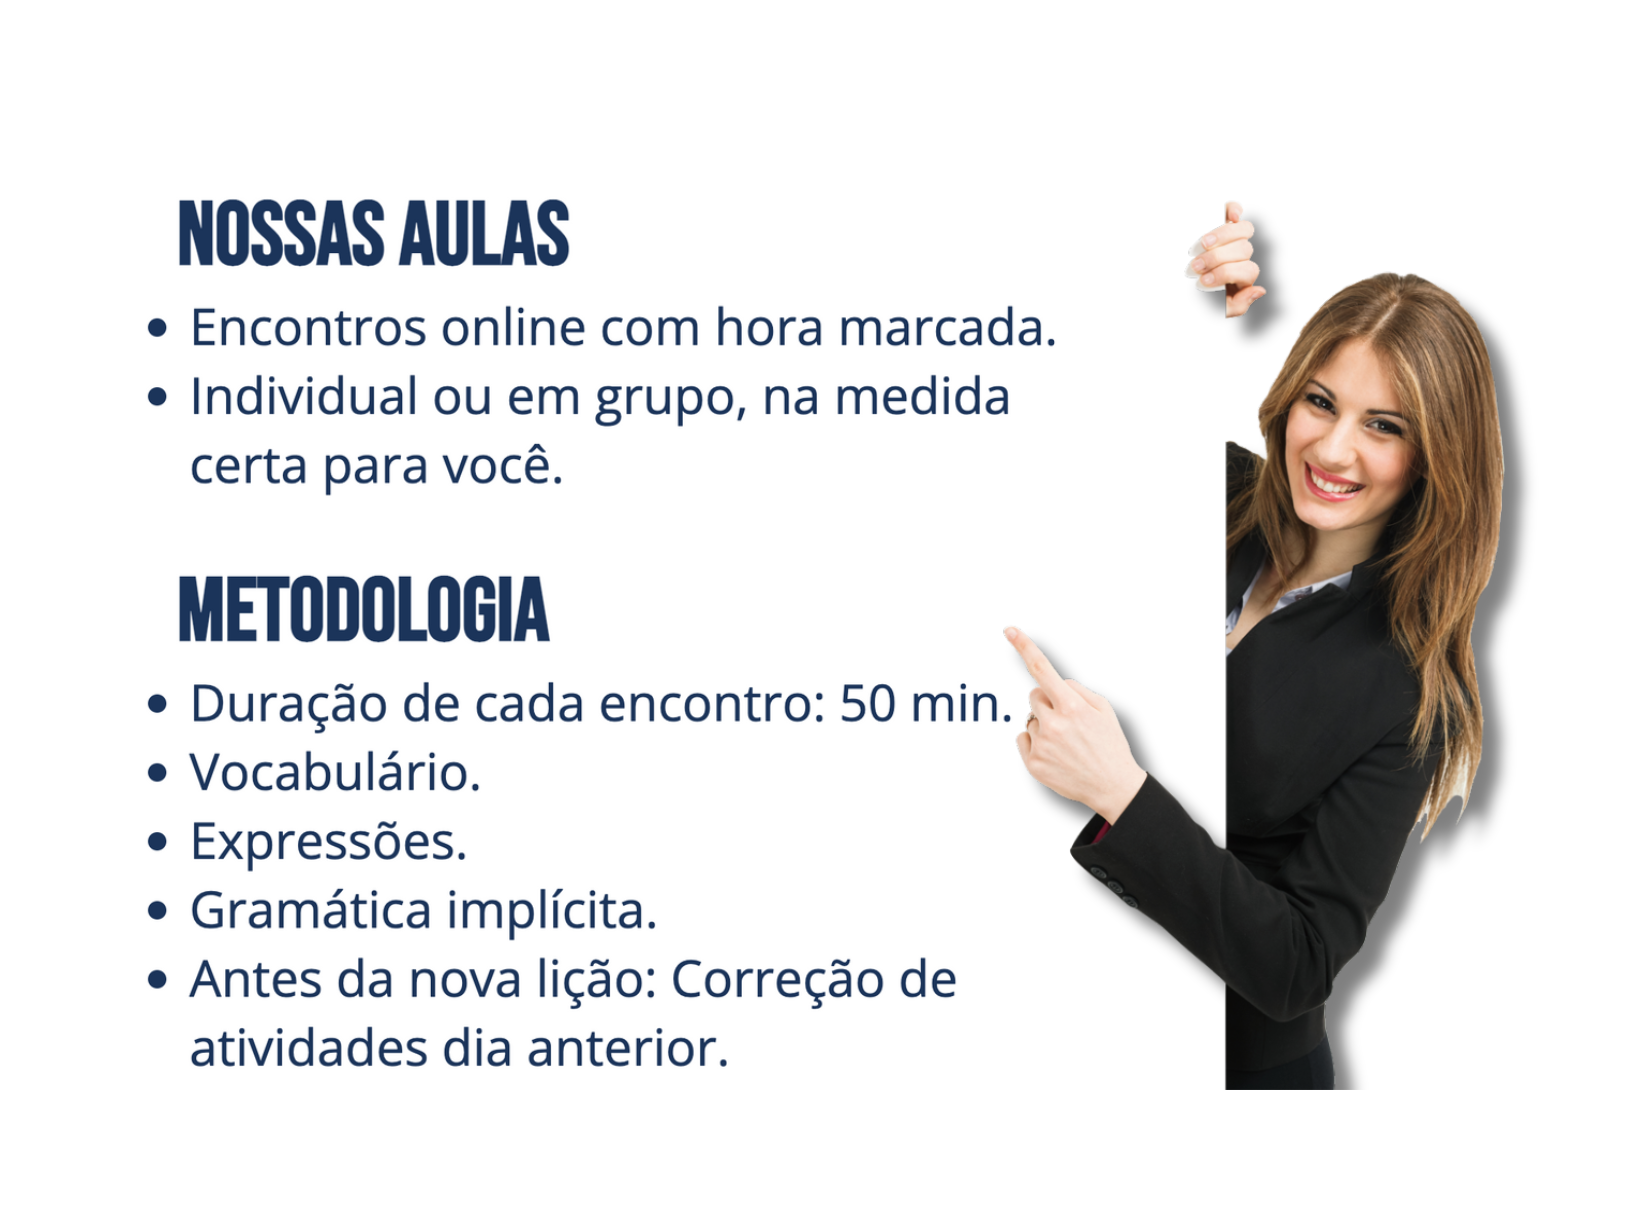 NOSSAS AULAS
• Encontros online com hora marcada.
• Individual ou em grupo, na medida
certa para você.
METODOLOGIA
• Duração de cada encontro: 50 min.
• Vocabulário.
• Expressões.
• Gramática implícita.
• Antes da nova lição: Correção de
atividades dia anterior.